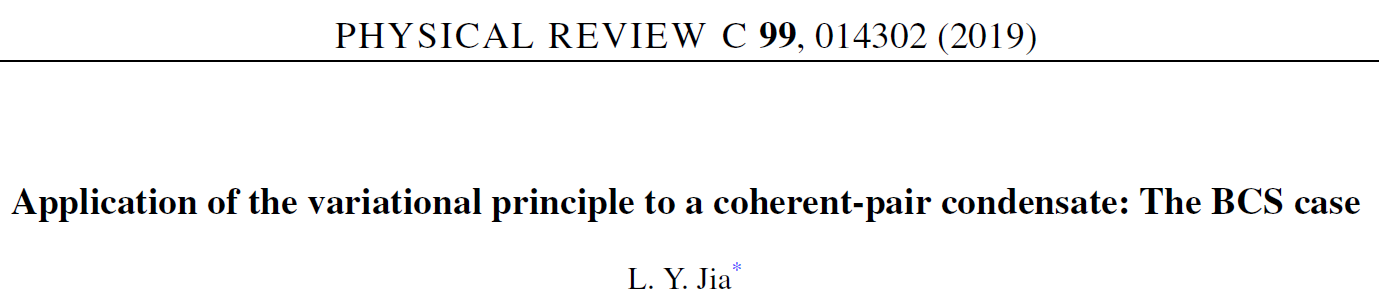 PHYSICAL REVIEW C 99, 014302 (2019)
Application of the variational principle to a coherent-pair condensate: The BCS case
L. Y. Jia*